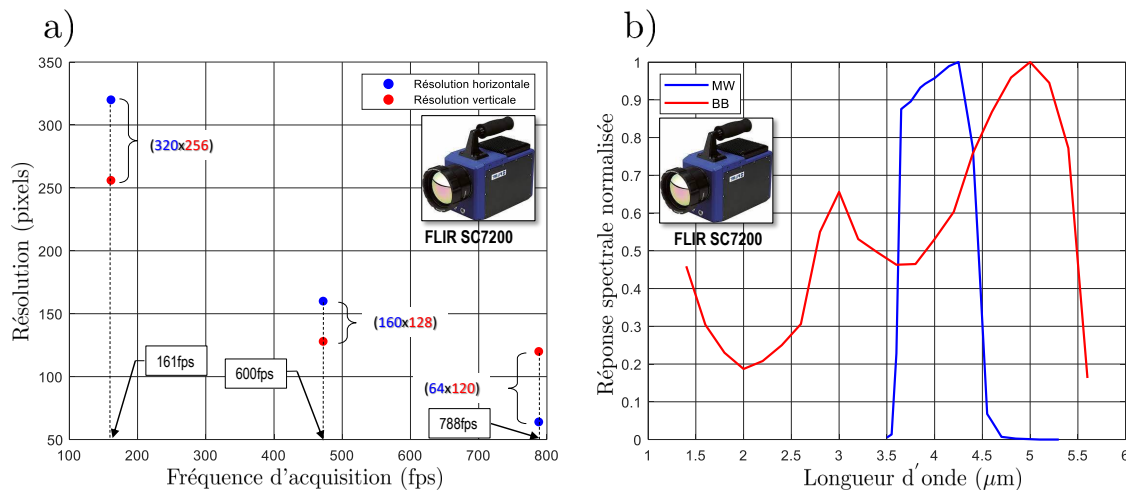 a)
Résolution (pixels)
350
300
250
200
150
100
50
100
200
300
400
500
600
700
800
Fréquence d'acquisition (fps)
Résolution horizontale
Résolution verticale
FLIR SC7200
(320x256)
(160x128)
(64x120)
161fps
600fps
788fps
b)
Réponse spectrale normalisée
1
0.9
0.8
0.7
0.6
0.5
0.4
0.3
0.2
0.1
0
1
1.5
2
2.5
3
3.5
4
4.5
5
5.5
6
Longueur d'onde (μm)
MW
BB
FLIR SC7200